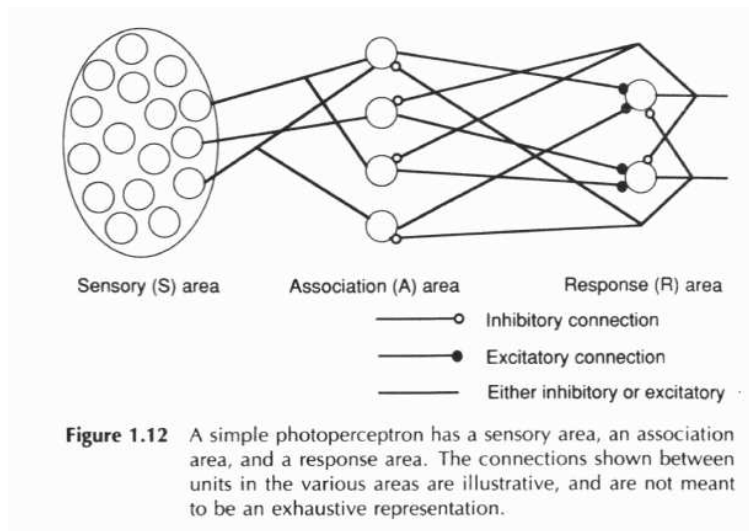 Sensory (S) area
Association (A) area
Response (R) area
Inhibitory connection
Excitatory connection
Either inhibitory or excitatory
Figure 1.12 A simple photoperceptron has a sensory area, an association
area, and a response area. The connections shown between
units in the various areas are illustrative, and are not meant
to be an exhaustive representation.